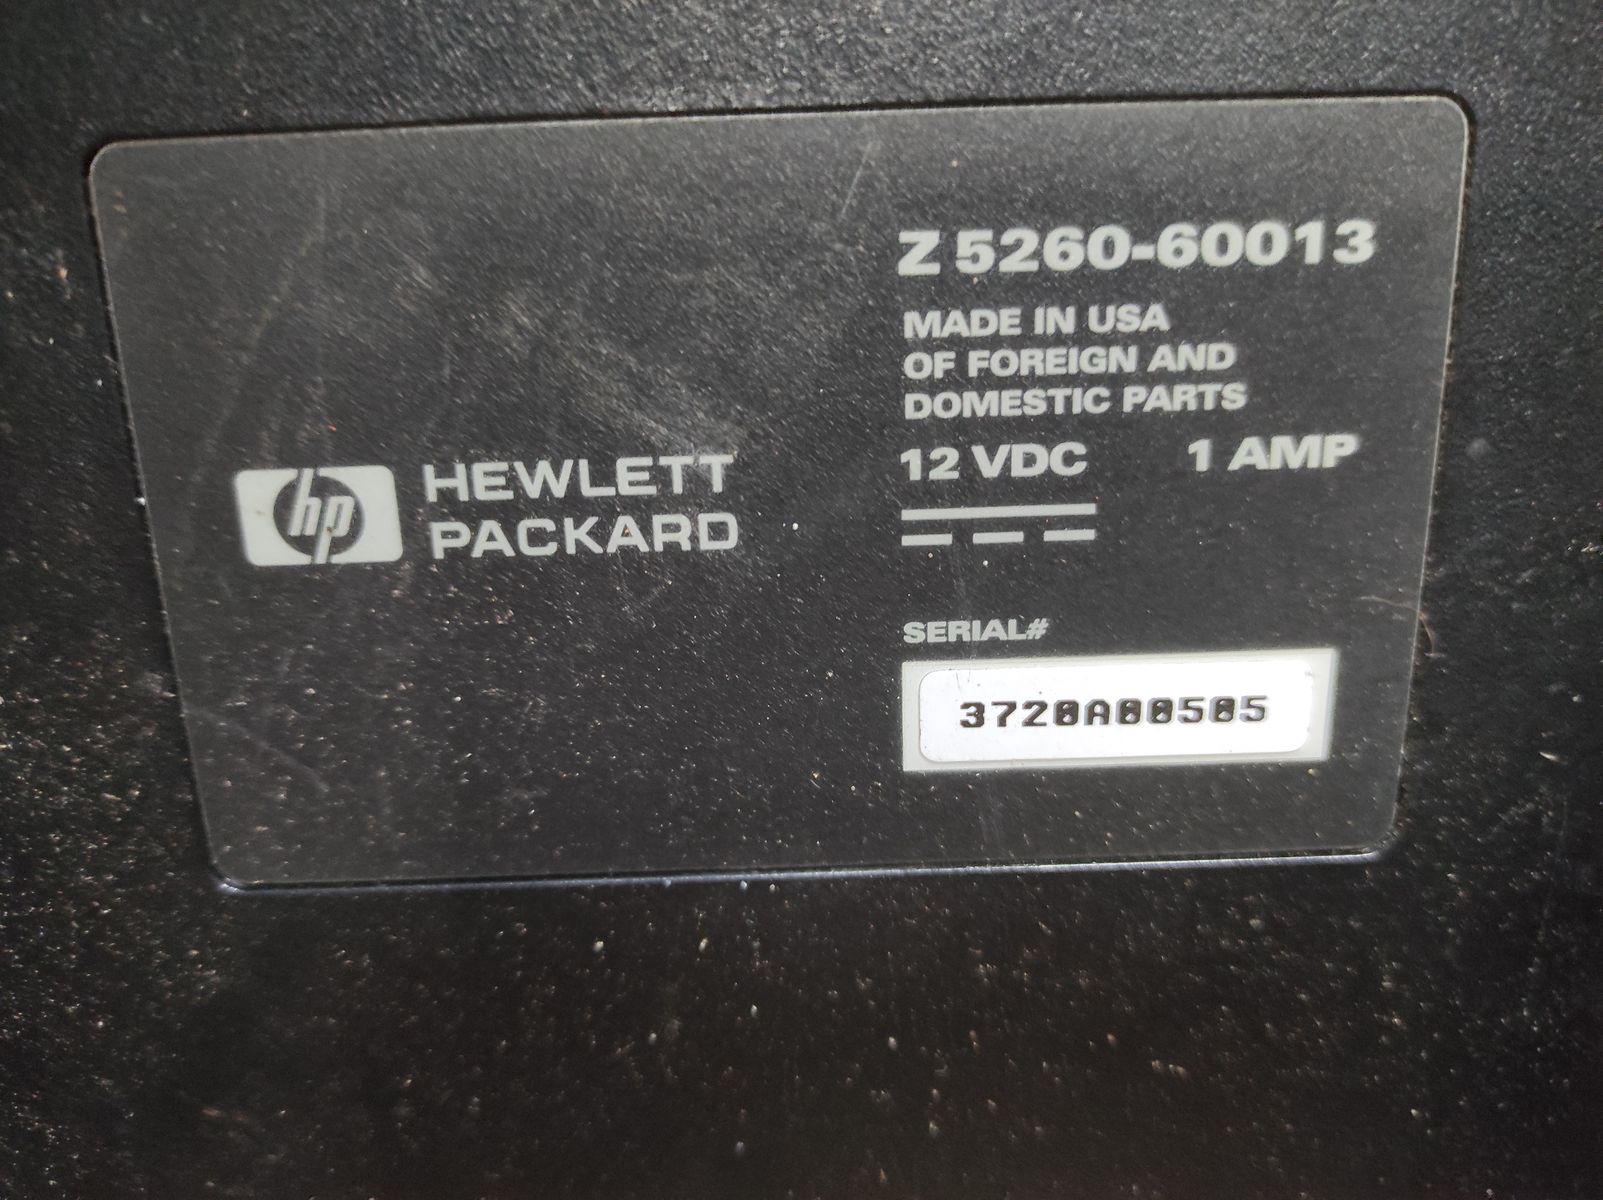 Z 5260-60013
MADE IN USA
OF FOREIGN AND
DOMESTIC PARTS
12 VDC 1 AMP
hp HEWLETT
PACKARD
SERIAL#
3720A00505